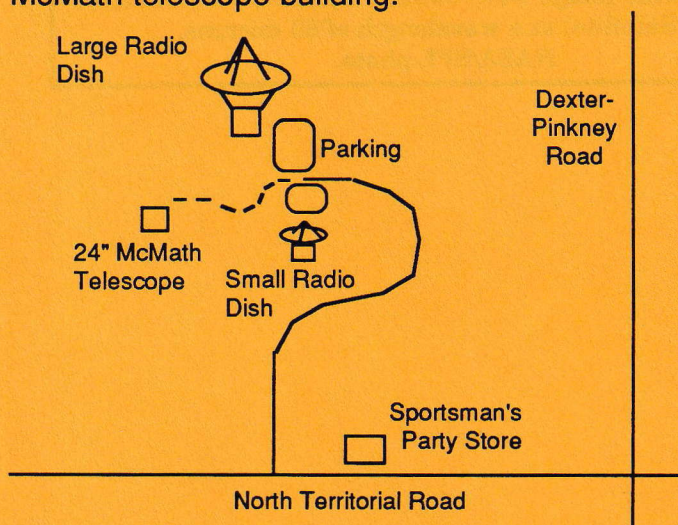 McMath telescope building.
Large Radio
Dish
Dexter-
Pinkney
Road
Parking
24" McMath
Telescope
Small Radio
Dish
Sportsman's
Party Store
North Territorial Road